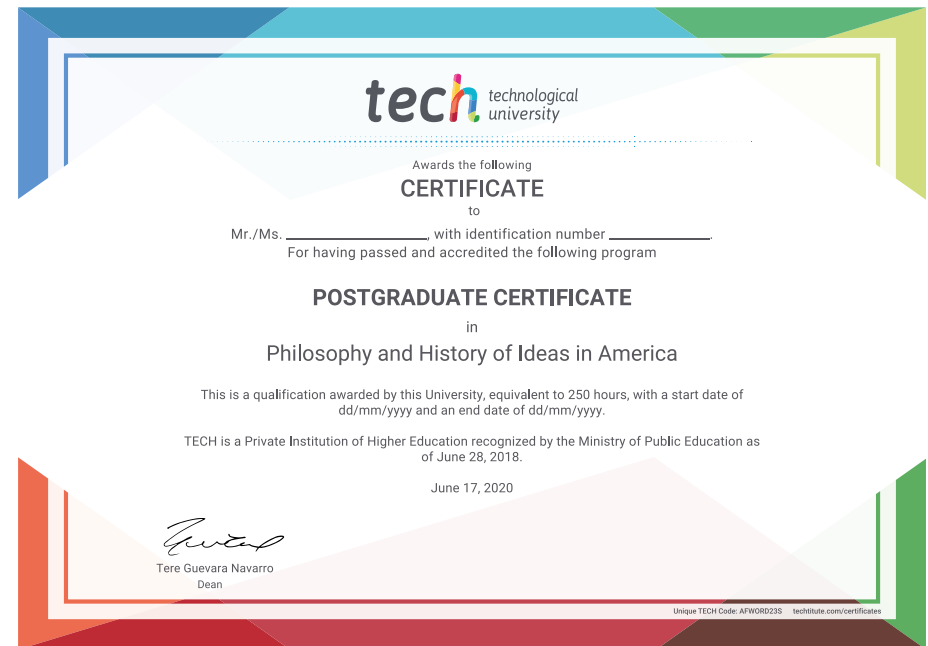 tech technological
university
Awards the following
CERTIFICATE
to
Mr./Ms. ____________________, with identification number ______________.
For having passed and accredited the following program
POSTGRADUATE CERTIFICATE
in
Philosophy and History of Ideas in America
This is a qualification awarded by this University, equivalent to 250 hours, with a start date of
dd/mm/yyyy and an end date of dd/mm/yyyy.
TECH is a Private Institution of Higher Education recognized by the Ministry of Public Education as
of June 28, 2018.
June 17, 2020
Tere Guevara Navarro
Dean
Unique TECH Code: AFWORD23S techtitute.com/certificates